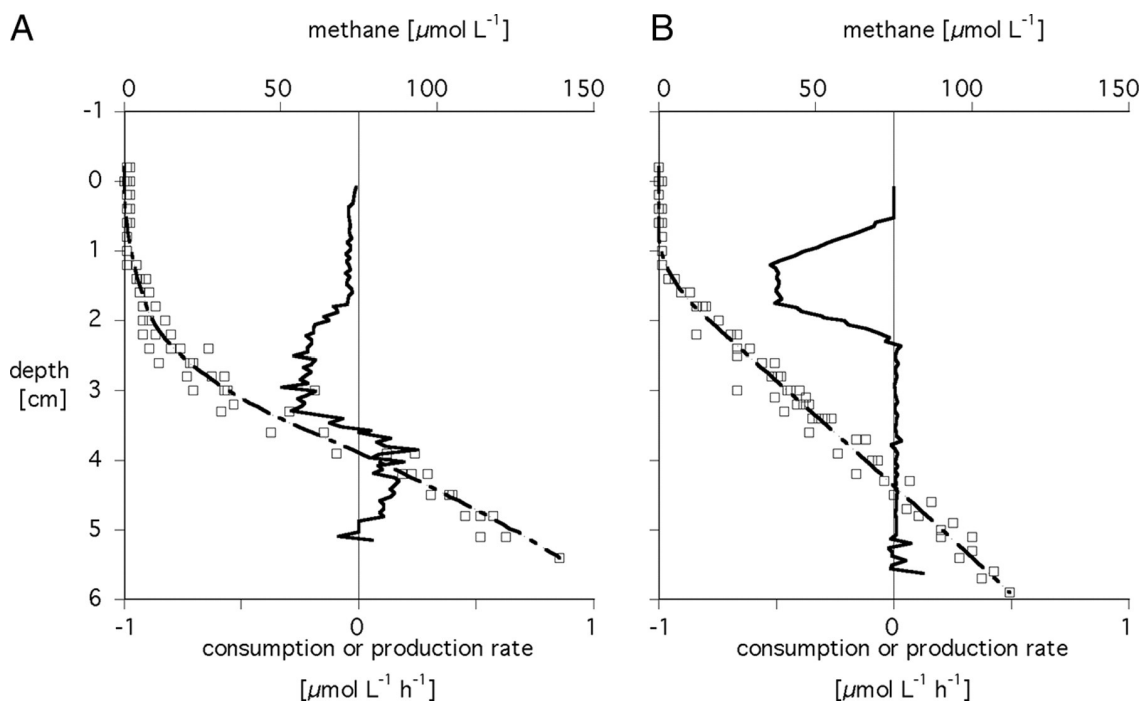 A
methane [µmol L-1]
0 50 100 150
-1
0
1
2
3
4
5
6
depth
[cm]
-1 0 1
consumption or production rate
[µmol L-1 h-1]
B
methane [µmol L-1]
0 50 100 150
-1 0 1
consumption or production rate
[µmol L-1 h-1]